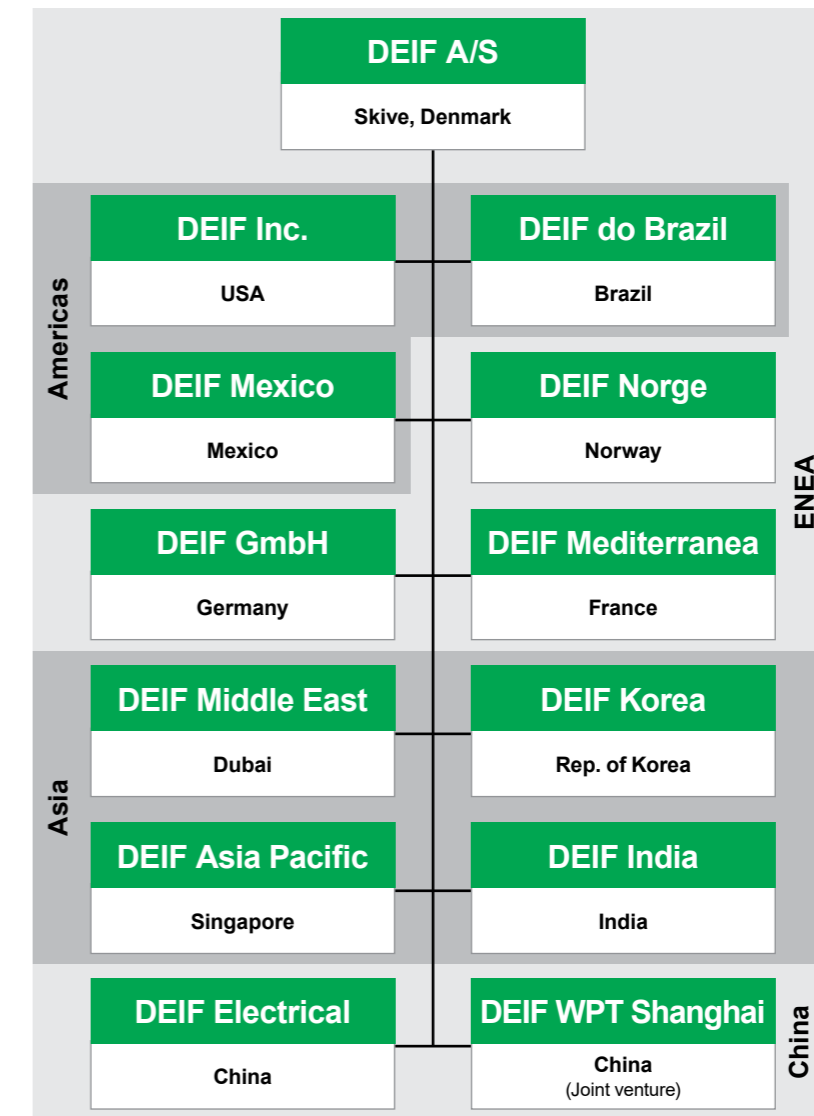 DEIF A/S
Skive, Denmark
Americas
DEIF Inc.
USA
DEIF do Brazil
Brazil
DEIF Mexico
Mexico
DEIF Norge
Norway
ENEA
DEIF GmbH
Germany
DEIF Mediterranea
France
Asia
DEIF Middle East
Dubai
DEIF Korea
Rep. of Korea
DEIF Asia Pacific
Singapore
DEIF India
India
DEIF Electrical
China
DEIF WPT Shanghai
China
(Joint venture)
China